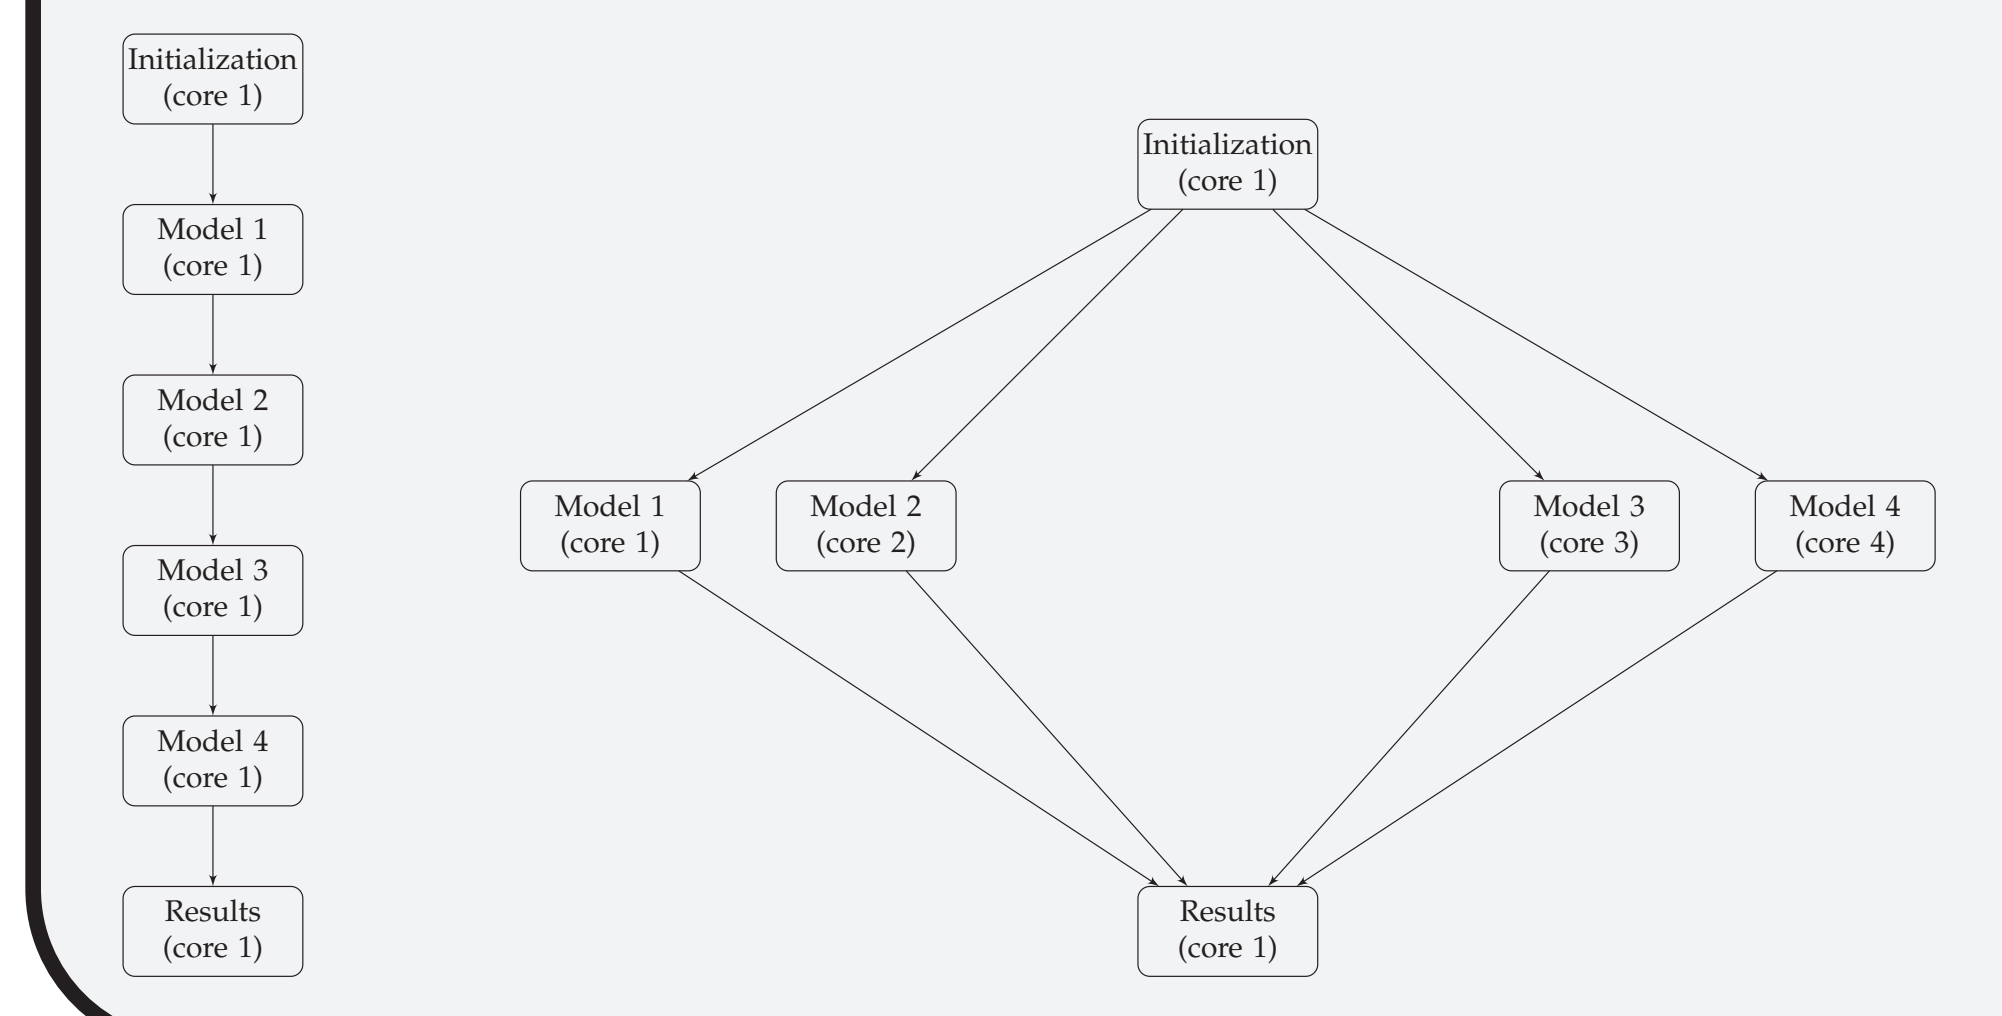 Initialization
(core 1)
Model 1
(core 1)
Model 2
(core 1)
Model 3
(core 1)
Model 4
(core 1)
Results
(core 1)
Initialization
(core 1)
Model 1
(core 1)
Model 2
(core 2)
Model 3
(core 3)
Model 4
(core 4)
Results
(core 1)